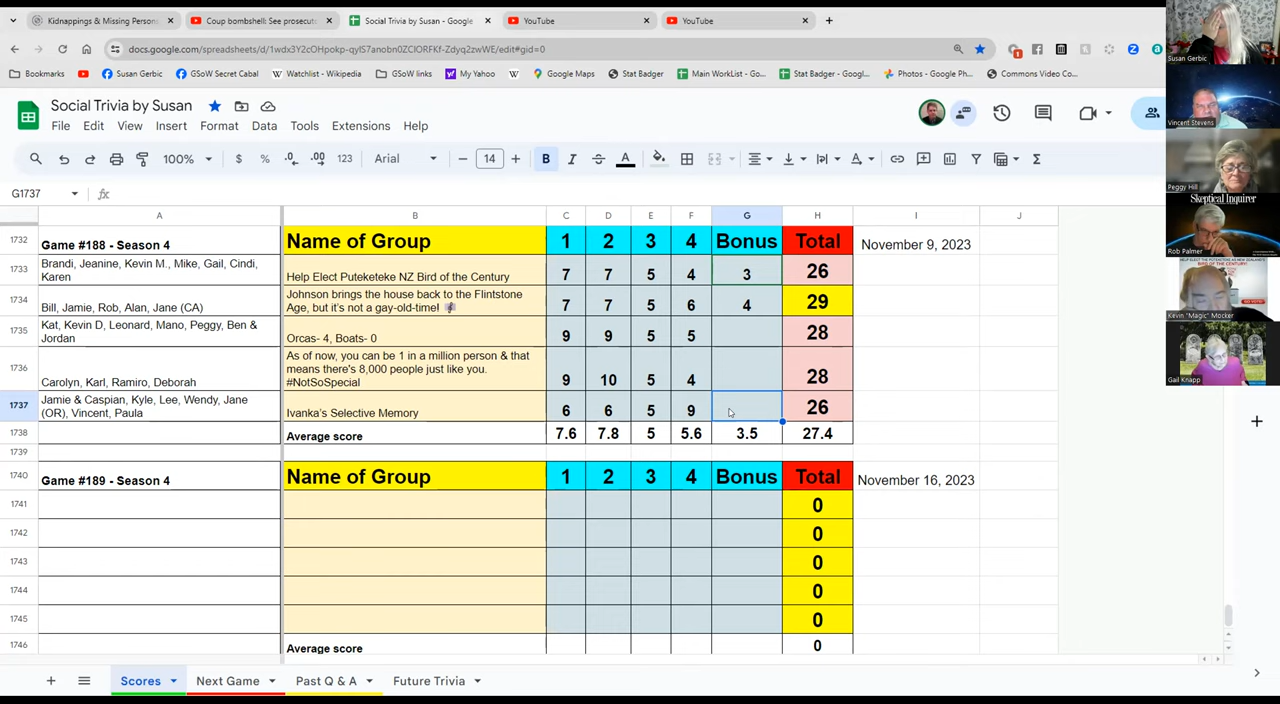 Kidnappings & Missing Person
Coup bombshell: See prosecuto
Social Trivia by Susan - Google
YouTube
YouTube
docs.google.com/spreadsheets/d/
Bookmarks
Susan Gerbic
GSoW Secret Cabal
Watchlist - Wikipedia
GSoW links
My Yahoo
Google Maps
Stat Badger
Main WorkList - Go...
Stat Badger - Googl...
Photos - Google Ph...
Commons Video Co...
Social Trivia by Susan
File Edit View Insert Format Data Tools Extensions Help
100% $ % .0 .00 123 Arial 14 B I S A
G1737 fx
A B C D E F G H I J
1732 Game #188 - Season 4 Name of Group 1 2 3 4 Bonus Total November 9, 2023
1733 Brandi, Jeanine, Kevin M., Mike, Gail, Cindi,
Karen Help Elect Puteketeke NZ Bird of the 7 5 4 3 26
1734 Bill, Jamie, Rob, Alan, Jane (CA) Johnson brings the house back to the Flintstone
Age, but it's not a gay-old-time! 7 7 5 6 4 29
1735 Kat, Kevin D, Leonard, Mano, Peggy, Ben &
Jordan Orcas- 4, Boats- 0 9 9 5 5 28
1736 Carolyn, Karl, Ramiro, Deborah As of now, you can be 1 in a million person & that
means there's 8,000 people just like you.
#NotSoSpecial 9 10 5 4 28
1737 Jamie & Caspian, Kyle, Lee, Wendy, Jane
(OR), Vincent, Paula Ivanka's Selective Memory 6 6 5 9 26
1738 Average score 7.6 7.8 5 5.6 3.5 27.4
1739
1740 Game #189 - Season 4 Name of Group 1 2 3 4 Bonus Total November 16, 2023
1741 0
1742 0
1743 0
1744 0
1745 0
1746 Average score 0
Scores
Next Game
Past Q & A
Future Trivia
Susan Gerbic
Vincent Stevens
Peggy Hill
Skeptical Inquirer
Rob Palmer
BIRD OF THE CENTURY!
Kevin "Magic" Mocker
Gail Knapp